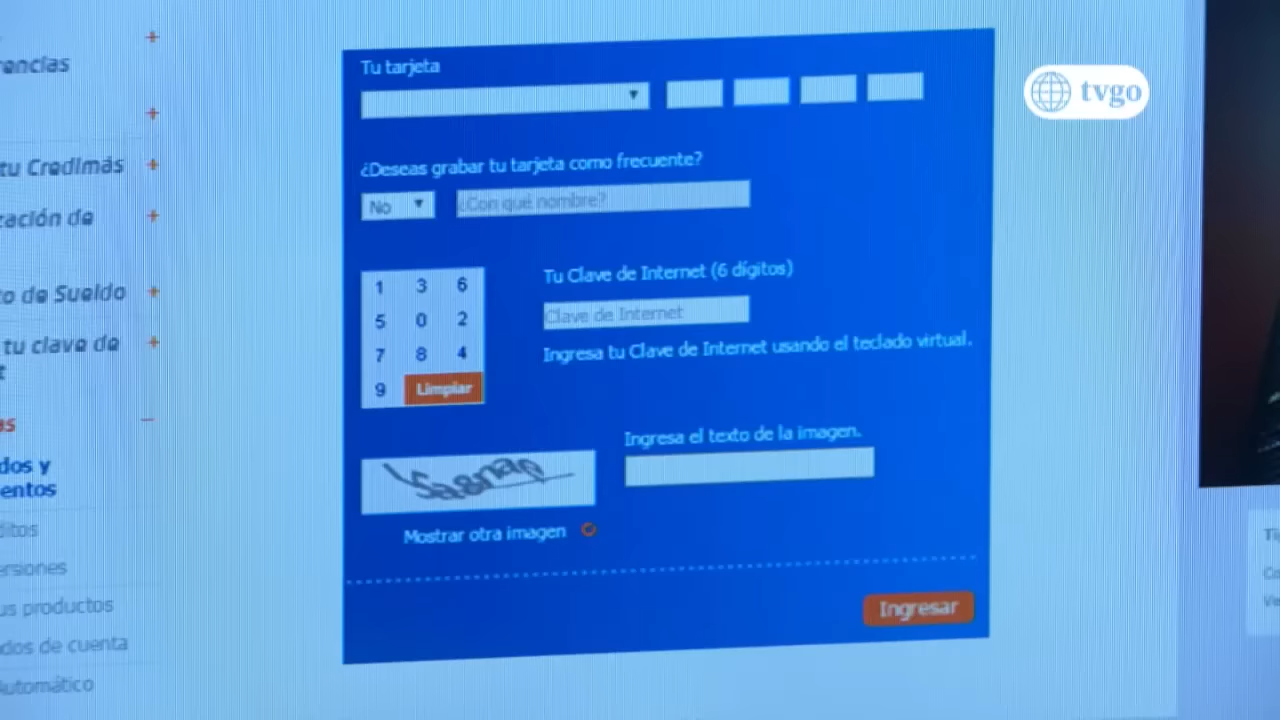 rencias
tu Credimás
zación de
to de Sueldo
tu clave de
t
as
dos y
entos
ditos
ersiones
us productos
dos de cuenta
Automático
Tu tarjeta
¿Deseas grabar tu tarjeta como frecuente?
No
¿Con qué nombre?
1 3 6
5 0 2
7 8 4
9 Limpiar
Tu Clave de Internet (6 dígitos)
Clave de Internet
Ingresa tu Clave de Internet usando el teclado virtual.
Ingresa el texto de la imagen.
Mostrar otra imagen
Ingresar
tvgo